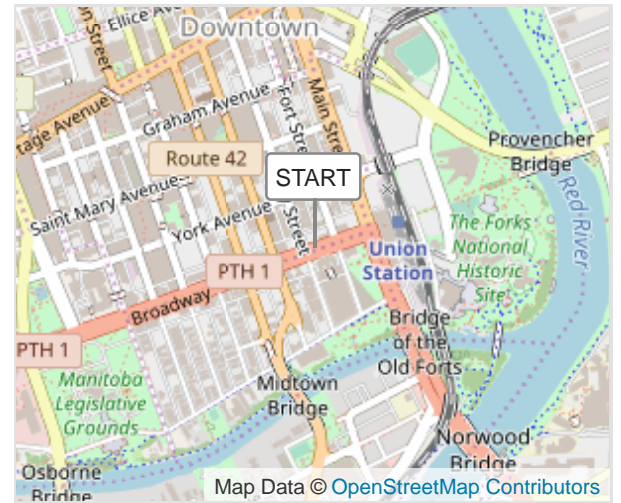 Ellice Ave
Downtown
Street
tage Avenue
Graham Avenue
Fort Stre
Main Stre
Provencher
Bridge
Route 42
START
Saint Mary Avenue
York Avenue
Street
Red River
The Forks
National
Historic
Site
Union
Station
PTH 1
Broadway
Bridge
of the
Old Forts
PTH 1
Manitoba
Legislative
Grounds
Midtown
Bridge
Norwood
Bridge
Osborne
Bridge
Map Data © OpenStreetMap Contributors